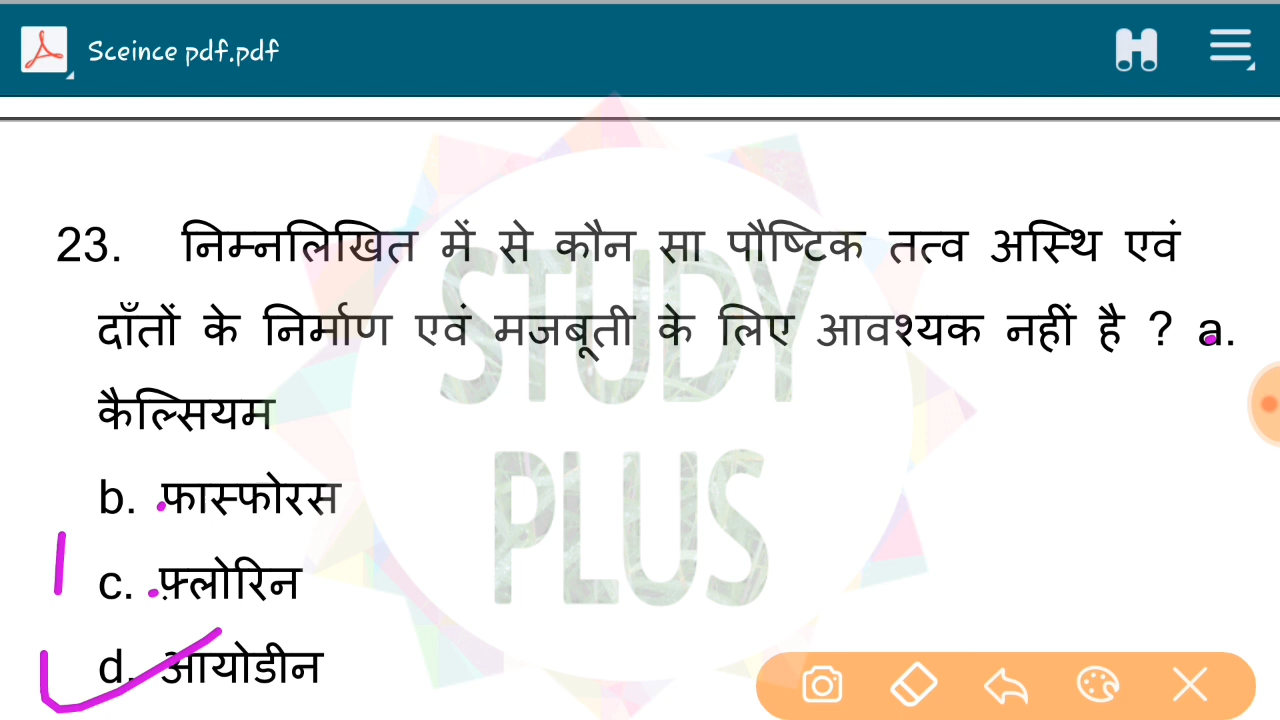 Sceince pdf.pdf
23. निम्नलिखित में से कौन सा पौष्टिक तत्व अस्थि एवं
दाँतों के निर्माण एवं मजबूती के लिए आवश्यक नहीं है ? a.
कैल्सियम
b. फास्फोरस
c. फ़्लोरिन
d. आयोडीन
STUDY
PLUS